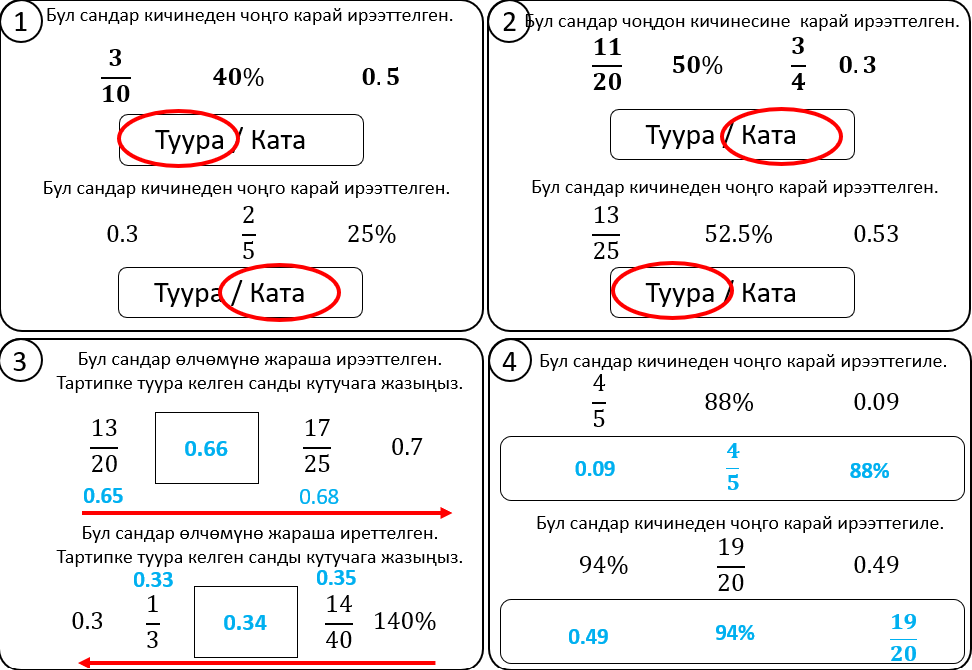 1
Бул сандар кичинеден чоңго карай ирээттелген.
3/10 40% 0.5
Туура / Ката
Бул сандар кичинеден чоңго карай ирээттелген.
0.3 2/5 25%
Туура / Ката
2
Бул сандар чоңдон кичинесине карай ирээттелген.
11/20 50% 3/4 0.3
Туура / Ката
Бул сандар кичинеден чоңго карай ирээттелген.
13/25 52.5% 0.53
Туура / Ката
3
Бул сандар өлчөмүнө жараша ирээттелген.
Тартипке туура келген санды кутучага жазыңыз.
13/20 0.66 17/25 0.7
0.65 0.68
Бул сандар өлчөмүнө жараша иреттелген.
Тартипке туура келген санды кутучага жазыңыз.
0.33 0.35
0.3 1/3 0.34 14/40 140%
4
Бул сандар кичинеден чоңго карай ирээттегиле.
4/5 88% 0.09
0.09 4/5 88%
Бул сандар кичинеден чоңго карай ирээттегиле.
94% 19/20 0.49
0.49 94% 19/20